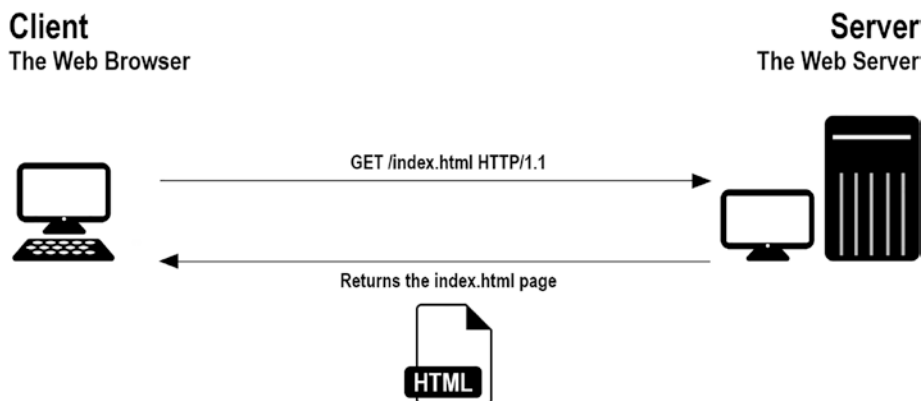 Client
The Web Browser
Server
The Web Server
GET /index.html HTTP/1.1
Returns the index.html page
HTML